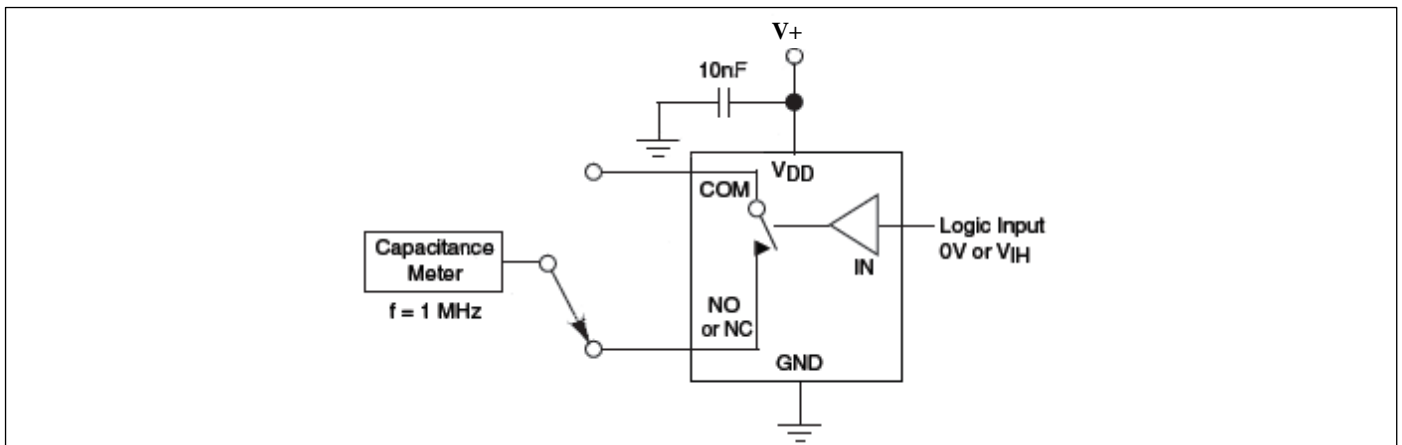 V+
10nF
VDD
COM
Logic Input
0V or VIH
IN
Capacitance
Meter
f = 1 MHz
NO
or NC
GND